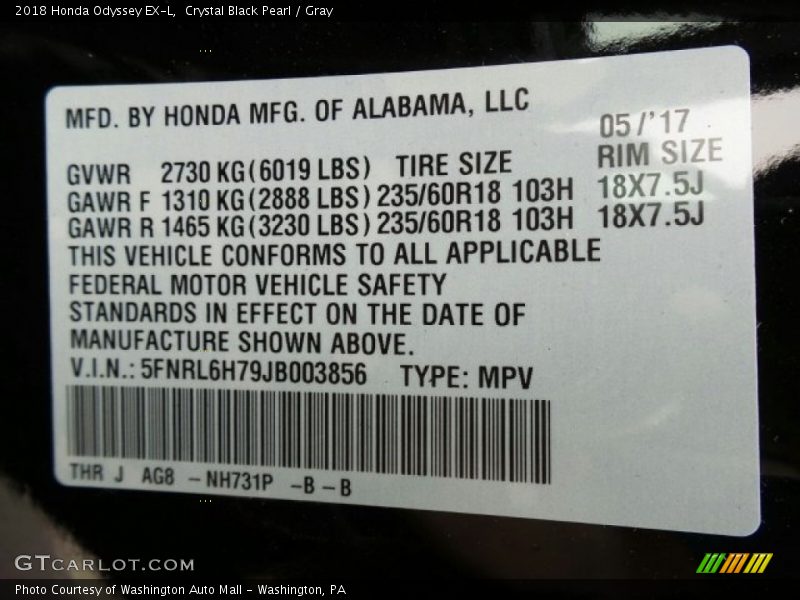 2018 Honda Odyssey EX-L,  Crystal Black Pearl / Gray
MFD. BY HONDA MFG. OF ALABAMA, LLC
05/'17
GVWR 2730 KG (6019 LBS) TIRE SIZE RIM SIZE
GAWR F 1310 KG (2888 LBS) 235/60R18 103H 18X7.5J
GAWR R 1465 KG (3230 LBS) 235/60R18 103H 18X7.5J
THIS VEHICLE CONFORMS TO ALL APPLICABLE
FEDERAL MOTOR VEHICLE SAFETY
STANDARDS IN EFFECT ON THE DATE OF
MANUFACTURE SHOWN ABOVE.
V.I.N.: 5FNRL6H79JB003856 TYPE: MPV
THR J AG8 - NH731P - B - B
GTCARLOT.COM
Photo Courtesy of Washington Auto Mall - Washington, PA